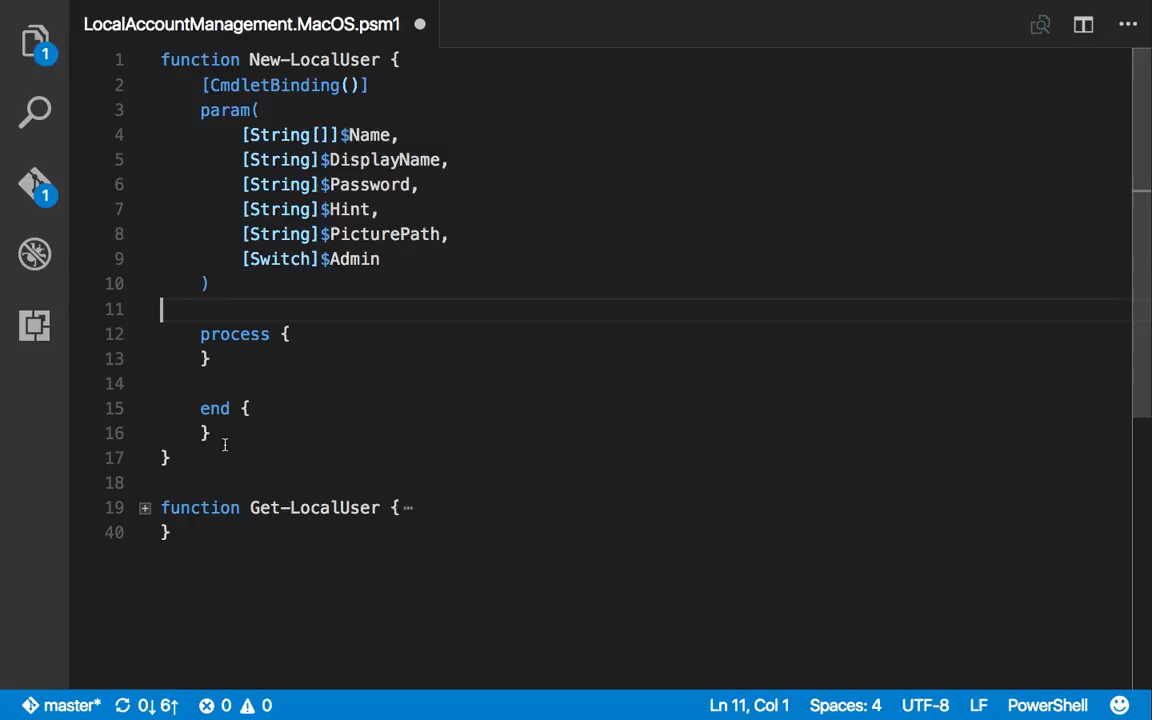 LocalAccountManagement.MacOS.psm1
1
1
1 function New-LocalUser {
2 [CmdletBinding()]
3 param(
4 [String[]]$Name,
5 [String]$DisplayName,
6 [String]$Password,
7 [String]$Hint,
8 [String]$PicturePath,
9 [Switch]$Admin
10 )
11
12 process {
13 }
14
15 end {
16 }
17 }
18
19 function Get-LocalUser {
40 }
master* 0↓ 6↑ 0 0 Ln 11, Col 1 Spaces: 4 UTF-8 LF PowerShell